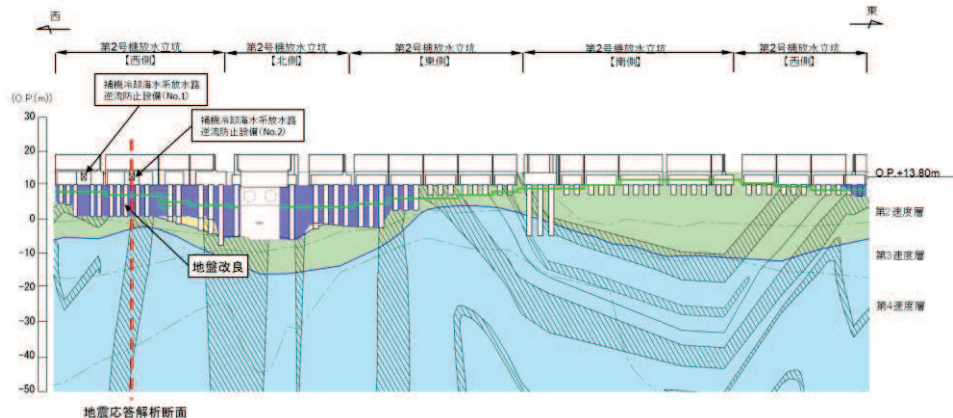 西
東
第2号機放水立坑
【西側】
第2号機放水立坑
【北側】
第2号機放水立坑
【東側】
第2号機放水立坑
【南側】
第2号機放水立坑
【西側】
補機冷却海水系放水路
逆流防止設備(No.1)
補機冷却海水系放水路
逆流防止設備(No.2)
(O.P.(m))
30
20
10
0
-10
-20
-30
-40
-50
O.P.+13.80m
第2速度層
第3速度層
第4速度層
地盤改良
地震応答解析断面